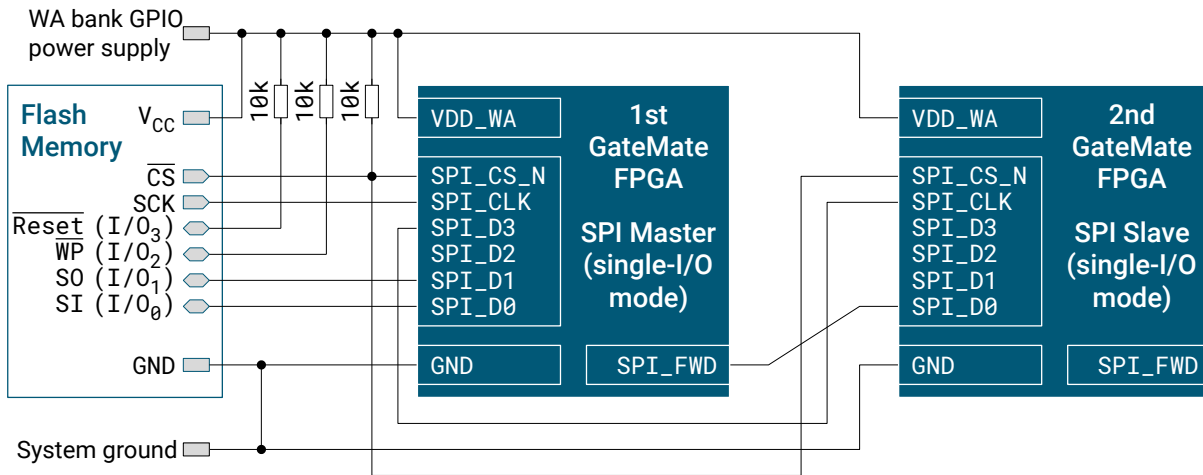 WA bank GPIO
power supply
10k
10k
10k
Flash
Memory
VCC
CS
SCK
Reset (I/O3)
WP (I/O2)
SO (I/O1)
SI (I/O0)
GND
System ground
VDD_WA
SPI_CS_N
SPI_CLK
SPI_D3
SPI_D2
SPI_D1
SPI_D0
GND
1st
GateMate
FPGA
SPI Master
(single-I/O
mode)
SPI_FWD
VDD_WA
SPI_CS_N
SPI_CLK
SPI_D3
SPI_D2
SPI_D1
SPI_D0
GND
2nd
GateMate
FPGA
SPI Slave
(single-I/O
mode)
SPI_FWD